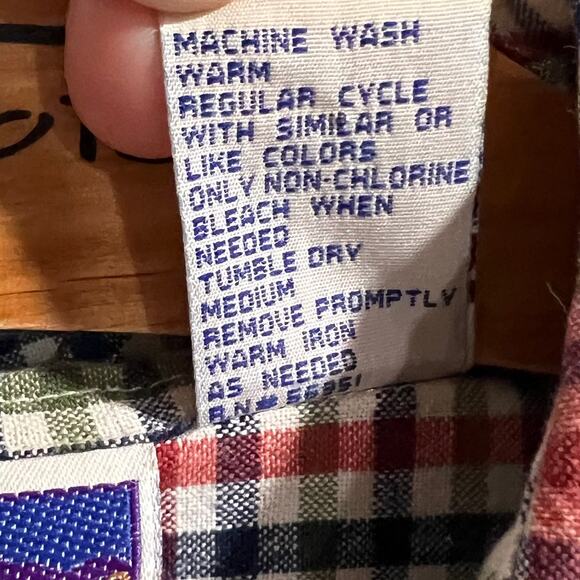 MACHINE WASH
WARM
REGULAR CYCLE
WITH SIMILAR OR
LIKE COLORS
ONLY NON-CHLORINE
BLEACH WHEN
NEEDED
TUMBLE DRY
MEDIUM
REMOVE PROMPTLY
WARM IRON
AS NEEDED
R.N# 56951